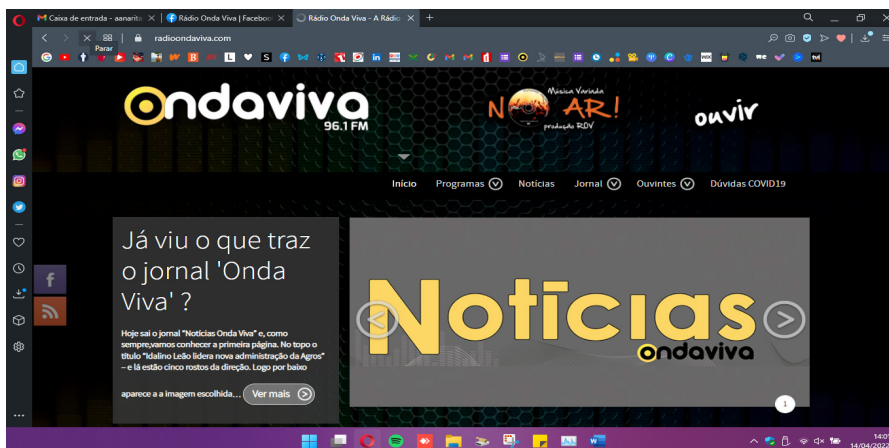 Caixa de entrada - aanarita
Rádio Onda Viva | Facebook
Rádio Onda Viva - A Rádio
radioondaviva.com
Parar
ondaviva
96.1 FM
Música Variada
NO AR!
produção RDV
ouvir
Início Programas Notícias Jornal Ouvintes Dúvidas COVID19
Já viu o que traz
o jornal 'Onda
Viva' ?
Hoje sai o jornal "Notícias Onda Viva" e, como
sempre,vamos conhecer a primeira página. No topo o
título "Idalino Leão lidera nova administração da Agros"
– e lá estão cinco rostos da direção. Logo por baixo
aparece a a imagem escolhida...
Ver mais
Notícias
ondaviva
1
14:0
14/04/2022